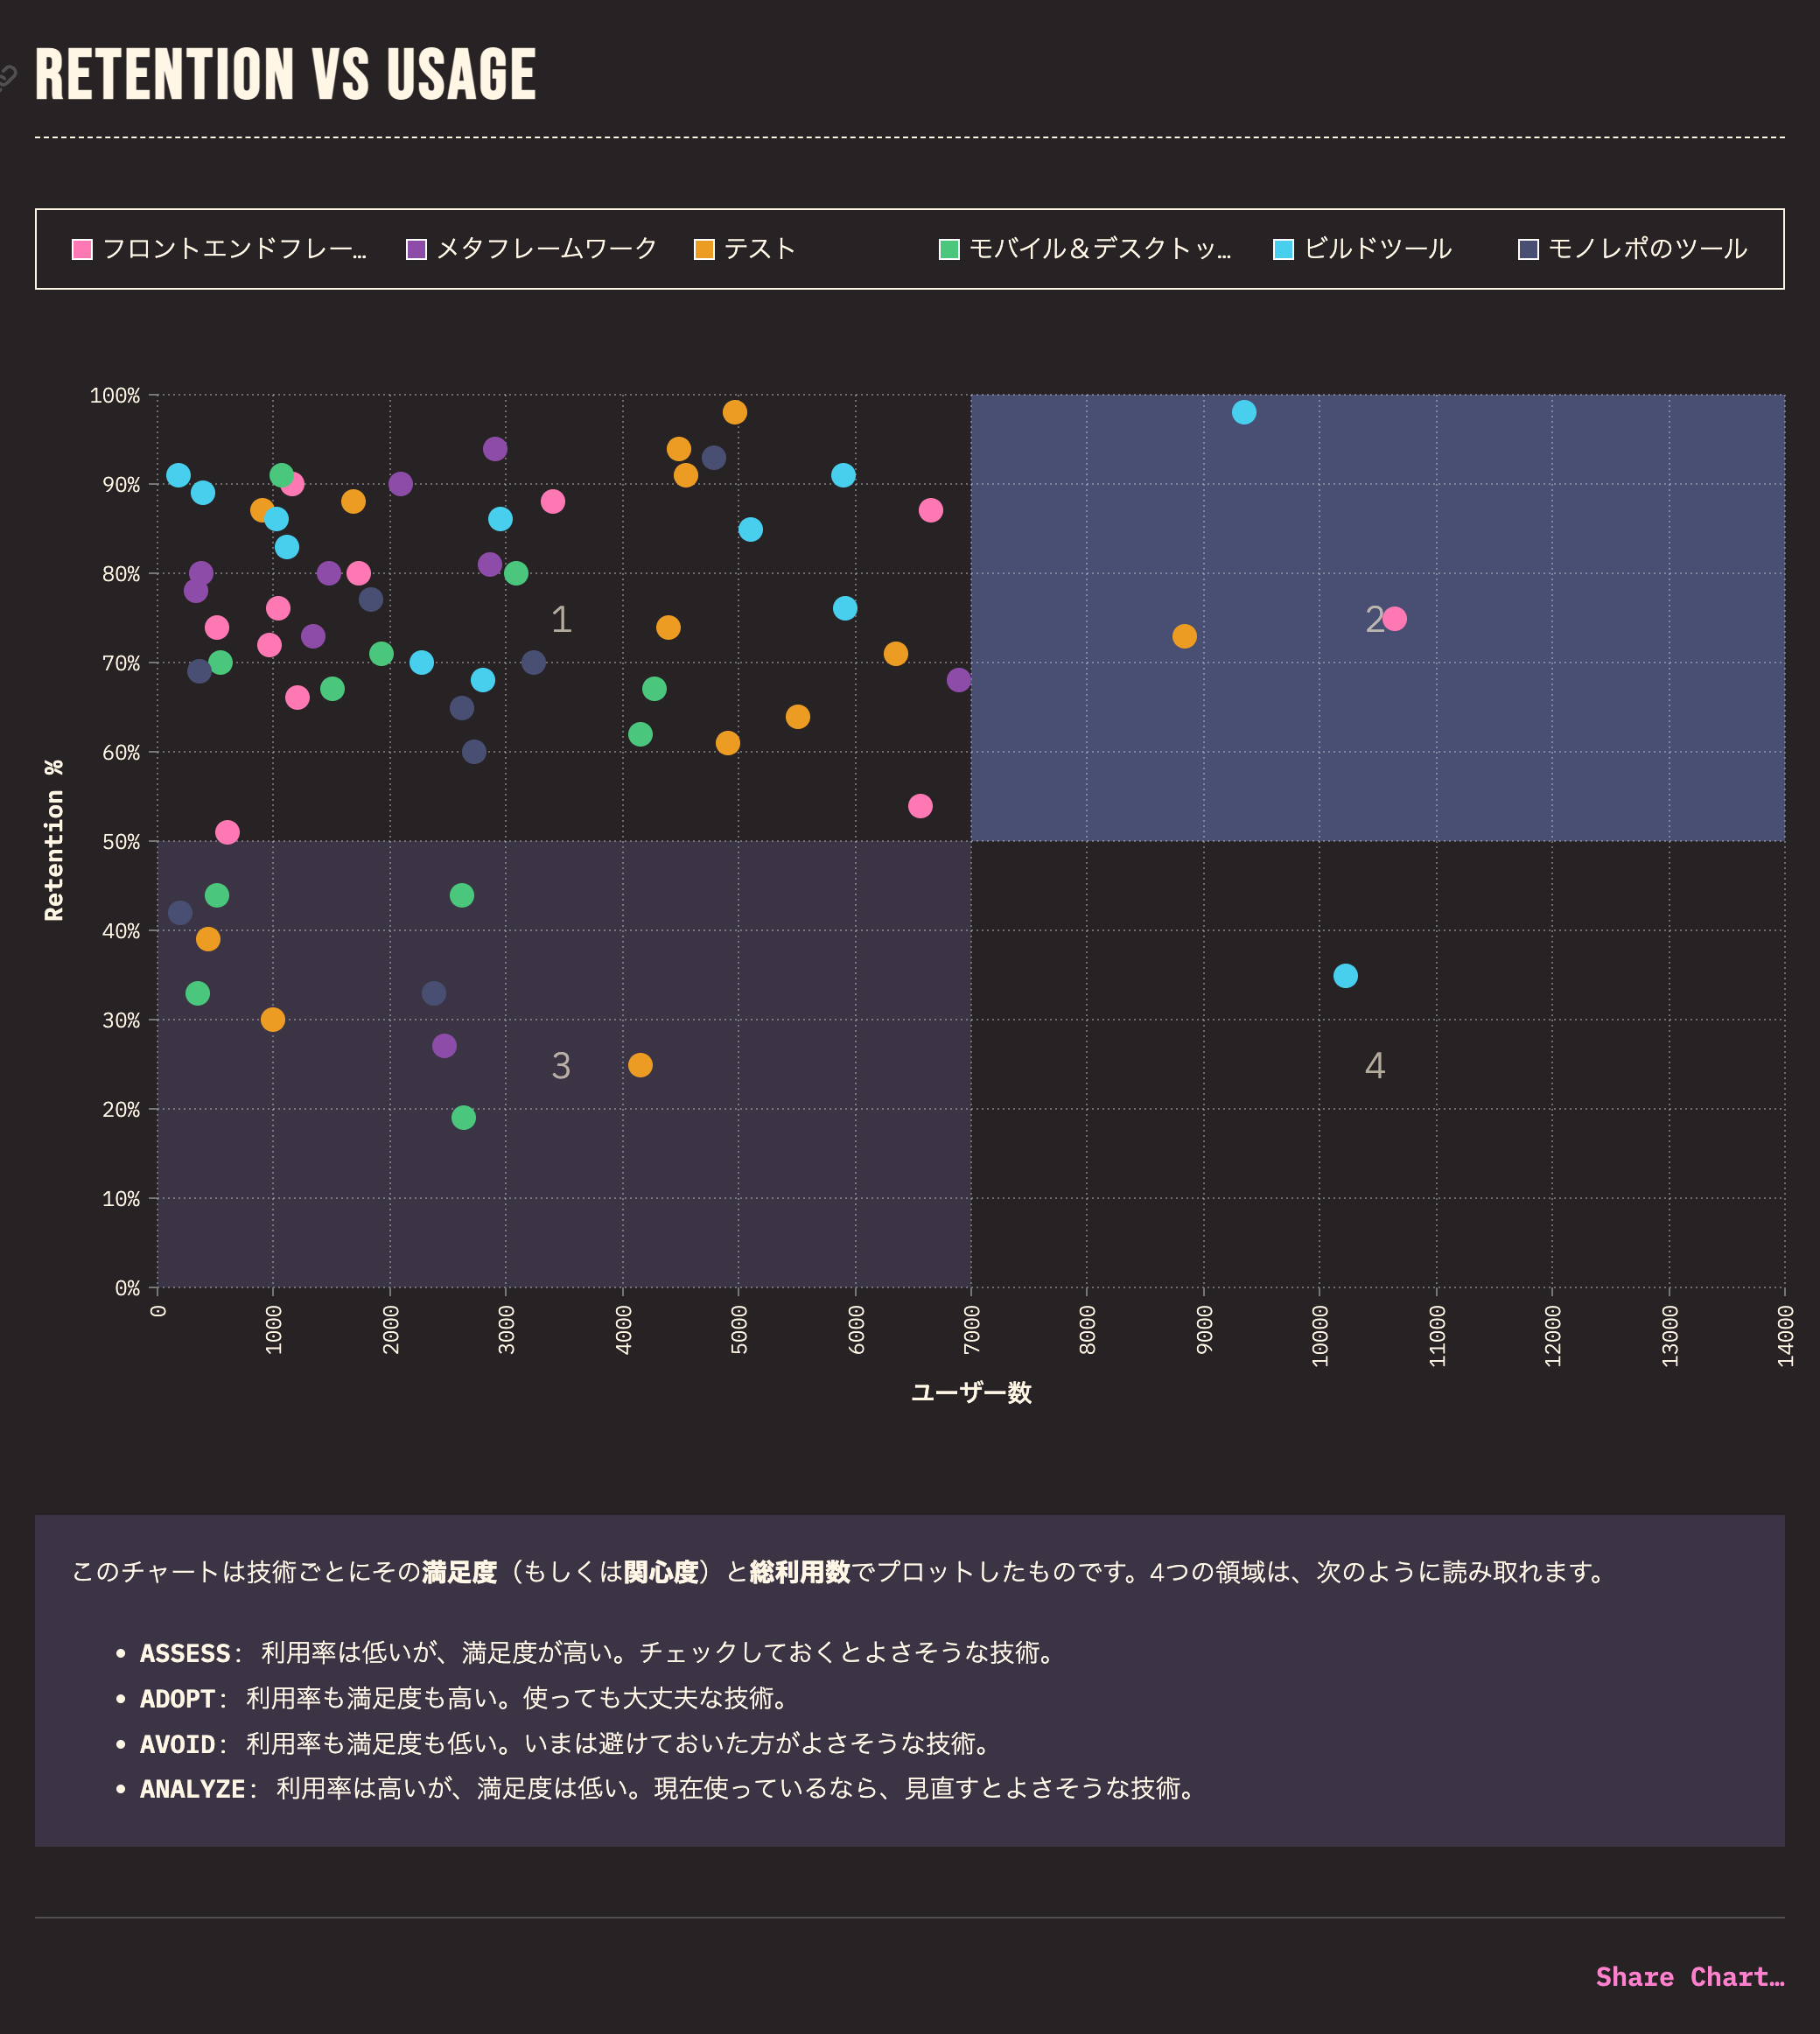 RETENTION VS USAGE
フロントエンドフレー… メタフレームワーク テスト モバイル＆デスクトッ… ビルドツール モノレポのツール
100%
90%
80%
70%
60%
50%
40%
30%
20%
10%
0%
Retention %
1
2
3
4
0 1000 2000 3000 4000 5000 6000 7000 8000 9000 10000 11000 12000 13000 14000
ユーザー数
このチャートは技術ごとにその満足度（もしくは関心度）と総利用数でプロットしたものです。4つの領域は、次のように読み取れます。
• ASSESS: 利用率は低いが、満足度が高い。チェックしておくとよさそうな技術。
• ADOPT: 利用率も満足度も高い。使っても大丈夫な技術。
• AVOID: 利用率も満足度も低い。いまは避けておいた方がよさそうな技術。
• ANALYZE: 利用率は高いが、満足度は低い。現在使っているなら、見直すとよさそうな技術。
Share Chart…